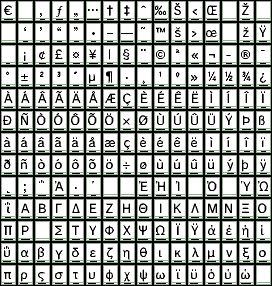 € ‚ ƒ „ … † ‡ ˆ ‰ Š ‹ Œ Ž
‘ ’ “ ” • – — ˜ ™ š › œ ž Ÿ
¡ ¢ £ ¤ ¥ ¦ § ¨ © ª « ¬ - ® ¯
° ± ² ³ ´ µ ¶ · ¸ ¹ º » ¼ ½ ¾ ¿
À Á Â Ã Ä Å Æ Ç È É Ê Ë Ì Í Î Ï
Ð Ñ Ò Ó Ô Õ Ö × Ø Ù Ú Û Ü Ý Þ ß
à á â ã ä å æ ç è é ê ë ì í î ï
ð ñ ò ó ô õ ö ÷ ø ù ú û ü ý þ ÿ
; ΅ Ά · Έ Ή Ί Ό Ύ Ώ
ΐ Α Β Γ Δ Ε Ζ Η Θ Ι Κ Λ Μ Ν Ξ Ο
Π Ρ Σ Τ Υ Φ Χ Ψ Ω Ϊ Ϋ ά έ ή ί
ΰ α β γ δ ε ζ η θ ι κ λ μ ν ξ ο
π ρ ς σ τ υ φ χ ψ ω ϊ ϋ ό ύ ώ